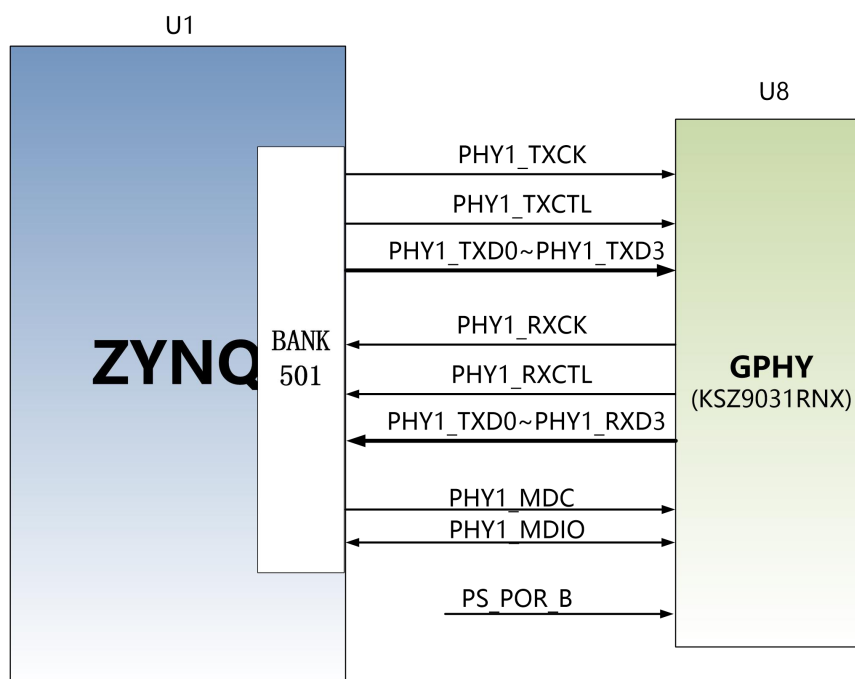 U1
U8
PHY1_TXCK
PHY1_TXCTL
PHY1_TXD0~PHY1_TXD3
PHY1_RXCK
PHY1_RXCTL
PHY1_TXD0~PHY1_RXD3
PHY1_MDC
PHY1_MDIO
PS_POR_B
ZYNQ
BANK
501
GPHY
(KSZ9031RNX)